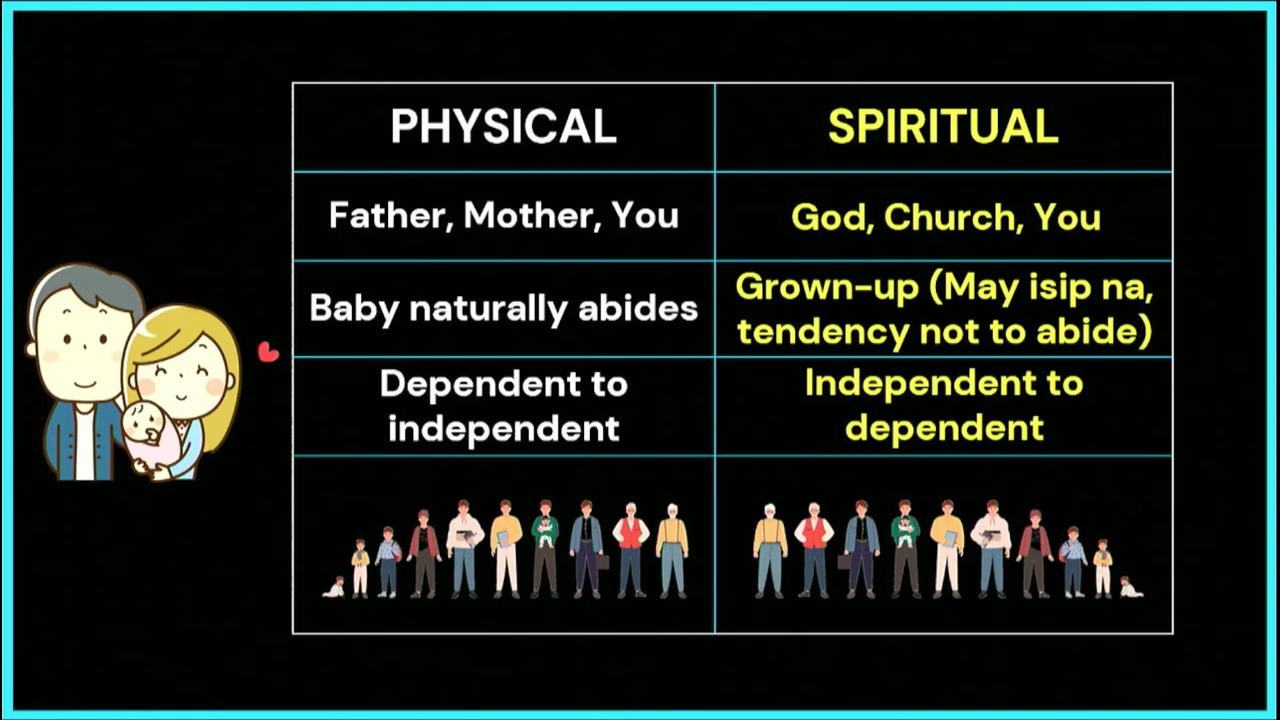 PHYSICAL
SPIRITUAL
Father, Mother, You
God, Church, You
Baby naturally abides
Grown-up (May isip na,
tendency not to abide)
Dependent to
independent
Independent to
dependent